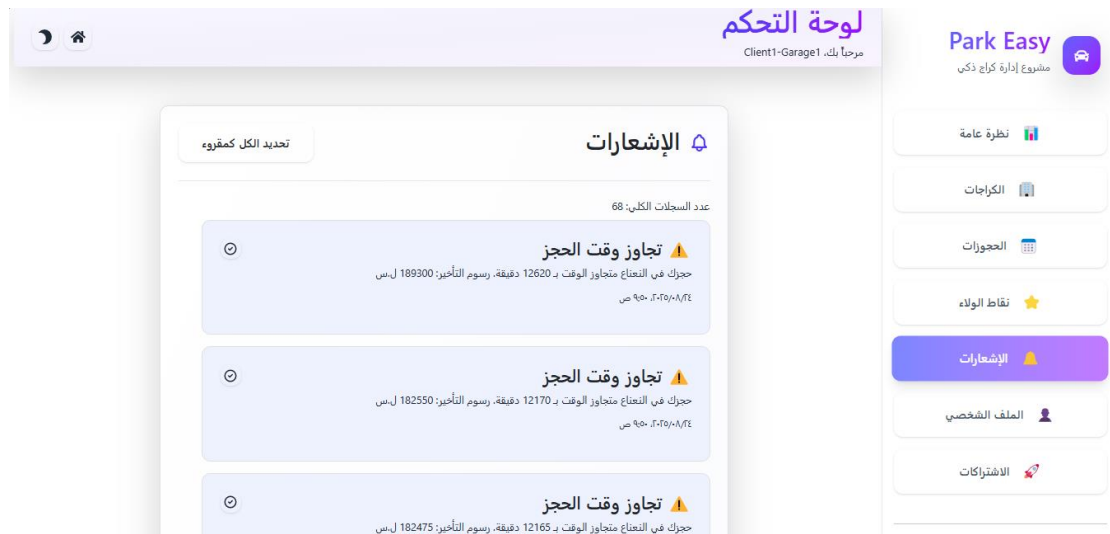 لوحة التحكم
مرحباً بك، Client1-Garage1
Park Easy
مشروع إدارة كراج ذكي
نظرة عامة
الكراجات
الحجوزات
نقاط الولاء
الإشعارات
الملف الشخصي
الاشتراكات
الإشعارات
تحديد الكل كمقروء
عدد السجلات الكلي: 68
تجاوز وقت الحجز
حجزك في النعناع متجاوز الوقت بـ 12620 دقيقة. رسوم التأخير: 189300 ل.س
٢٤‏/٠٨‏/٢٠٢٥، ٩:٥٠ ص
تجاوز وقت الحجز
حجزك في النعناع متجاوز الوقت بـ 12170 دقيقة. رسوم التأخير: 182550 ل.س
٢٤‏/٠٨‏/٢٠٢٥، ٩:٥٠ ص
تجاوز وقت الحجز
حجزك في النعناع متجاوز الوقت بـ 12165 دقيقة. رسوم التأخير: 182475 ل.س